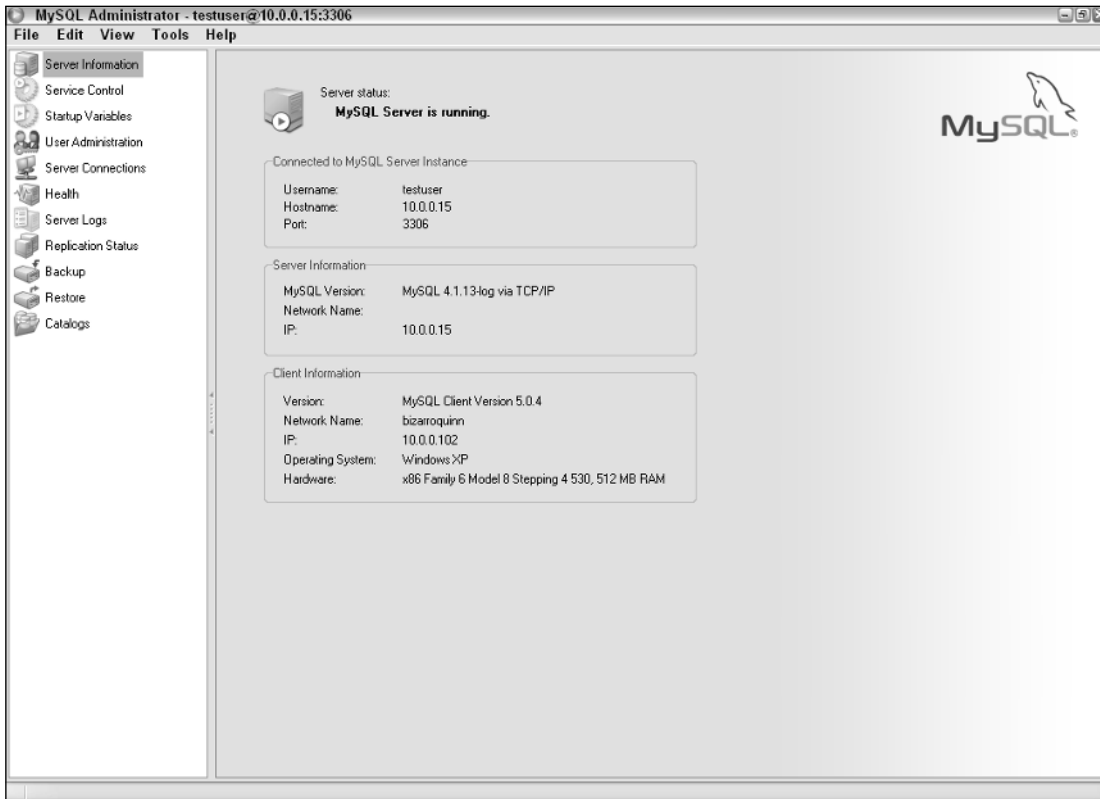 MySQL Administrator - testuser@10.0.0.15:3306
File Edit View Tools Help
Server Information
Service Control
Startup Variables
User Administration
Server Connections
Health
Server Logs
Replication Status
Backup
Restore
Catalogs
Server status:
MySQL Server is running.
MySQL®
Connected to MySQL Server Instance
Username: testuser
Hostname: 10.0.0.15
Port: 3306
Server Information
MySQL Version: MySQL 4.1.13-log via TCP/IP
Network Name:
IP: 10.0.0.15
Client Information
Version: MySQL Client Version 5.0.4
Network Name: bizarroquinn
IP: 10.0.0.102
Operating System: Windows XP
Hardware: x86 Family 6 Model 8 Stepping 4 530, 512 MB RAM